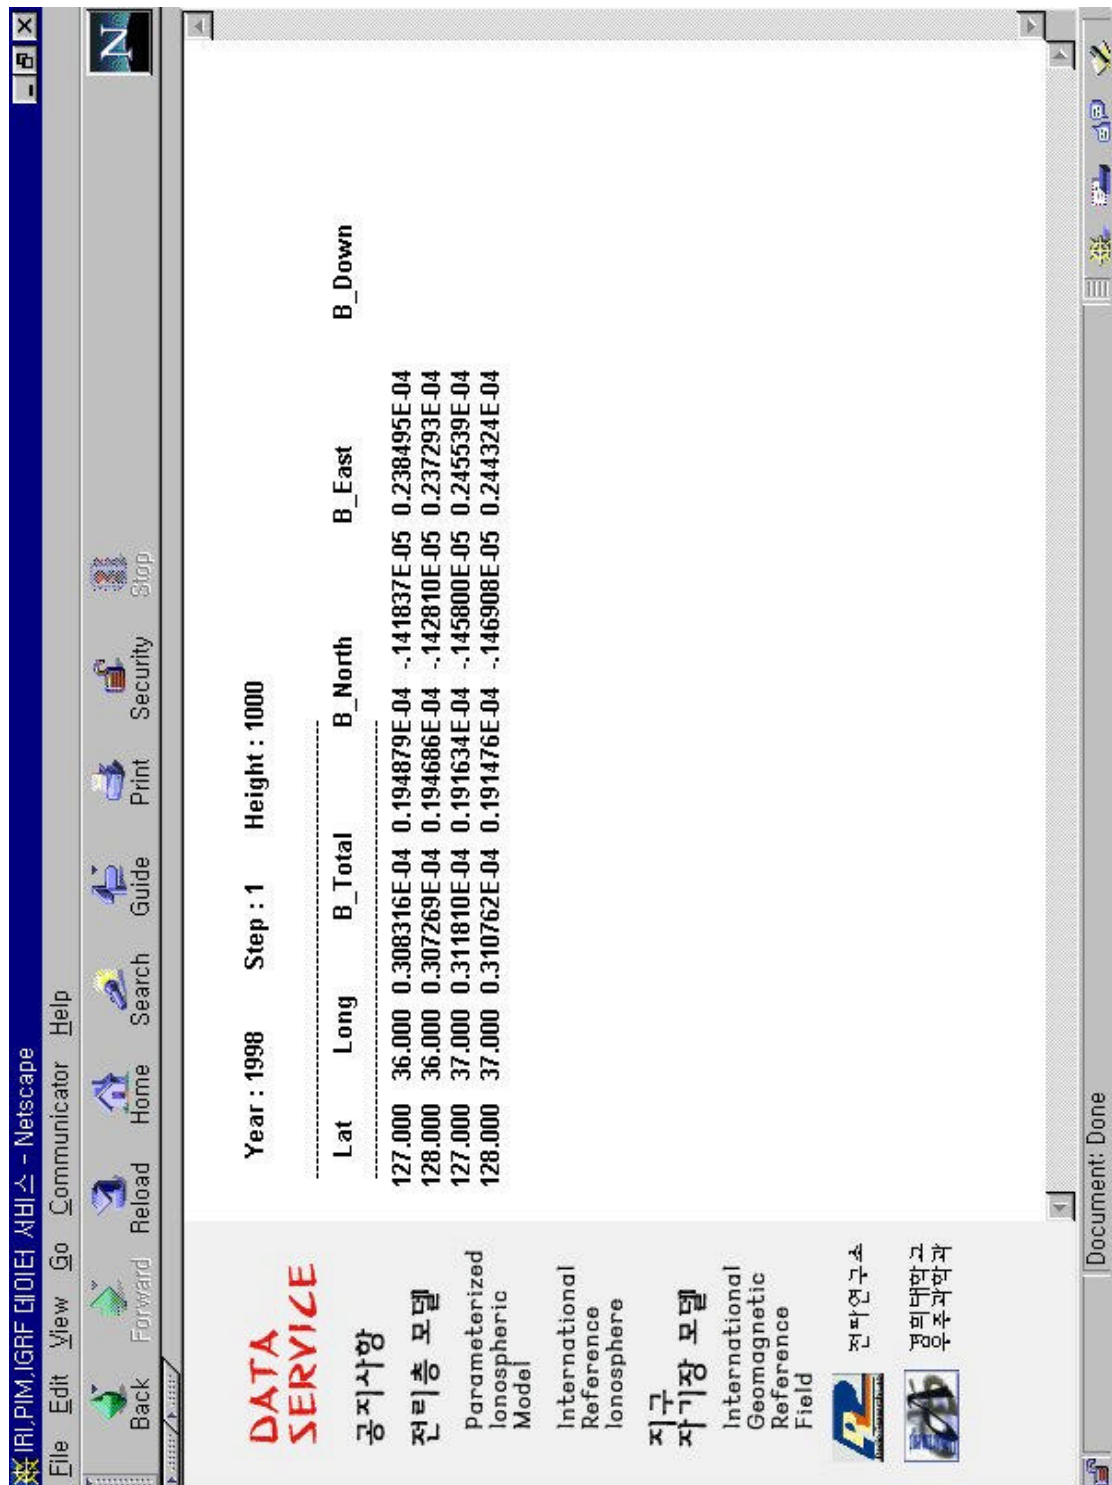 IRI,PIM,IGRF 데이터 서비스 - Netscape
File Edit View Go Communicator Help
Back Forward Reload Home Search Guide Print Security Stop
N
DATA
SERVICE
공지사항
전리층 모델
Parameterized
Ionospheric
Model
International
Reference
Ionosphere
지구
자기장 모델
International
Geomagnetic
Reference
Field
전파연구소
경희대학교
우주과학과
Year : 1998 Step : 1 Height : 1000
Lat Long B_Total B_North B_East B_Down
127.000 36.000 0.308316E-04 0.194879E-04 -.141837E-05 0.238495E-04
128.000 36.000 0.307269E-04 0.194686E-04 -.142810E-05 0.237293E-04
127.000 37.000 0.311810E-04 0.191634E-04 -.145800E-05 0.245539E-04
128.000 37.000 0.310762E-04 0.191476E-04 -.146908E-05 0.244324E-04
Document: Done